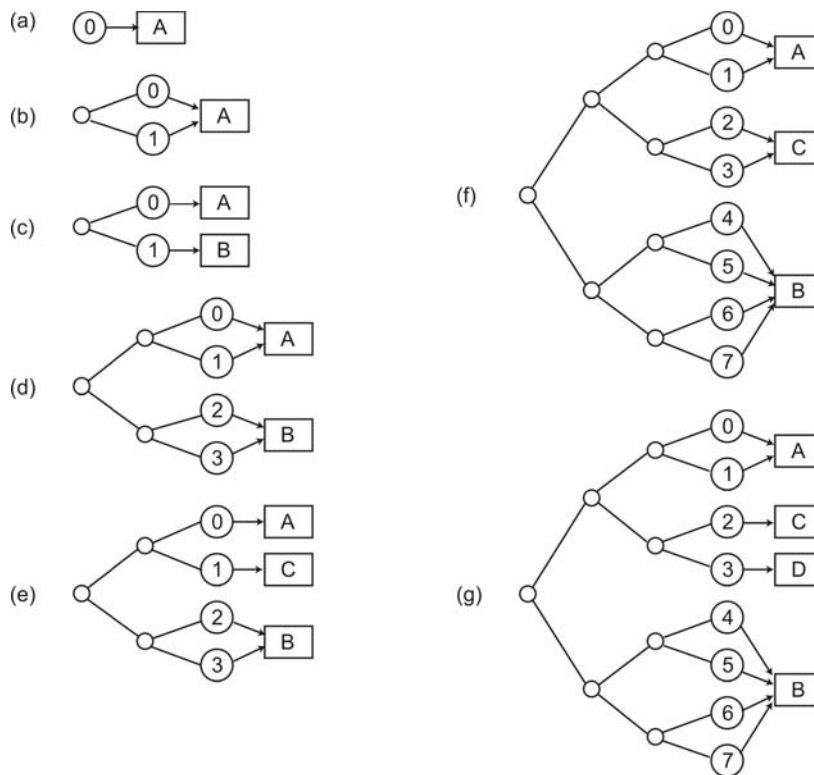 (a) 0 A
(b) 0 1 A
(c) 0 A
1 B
(d) 0 1 A
2 3 B
(e) 0 A
1 C
2 3 B
(f) 0 1 A
2 3 C
4 5 6 7 B
(g) 0 1 A
2 C
3 D
4 5 6 7 B